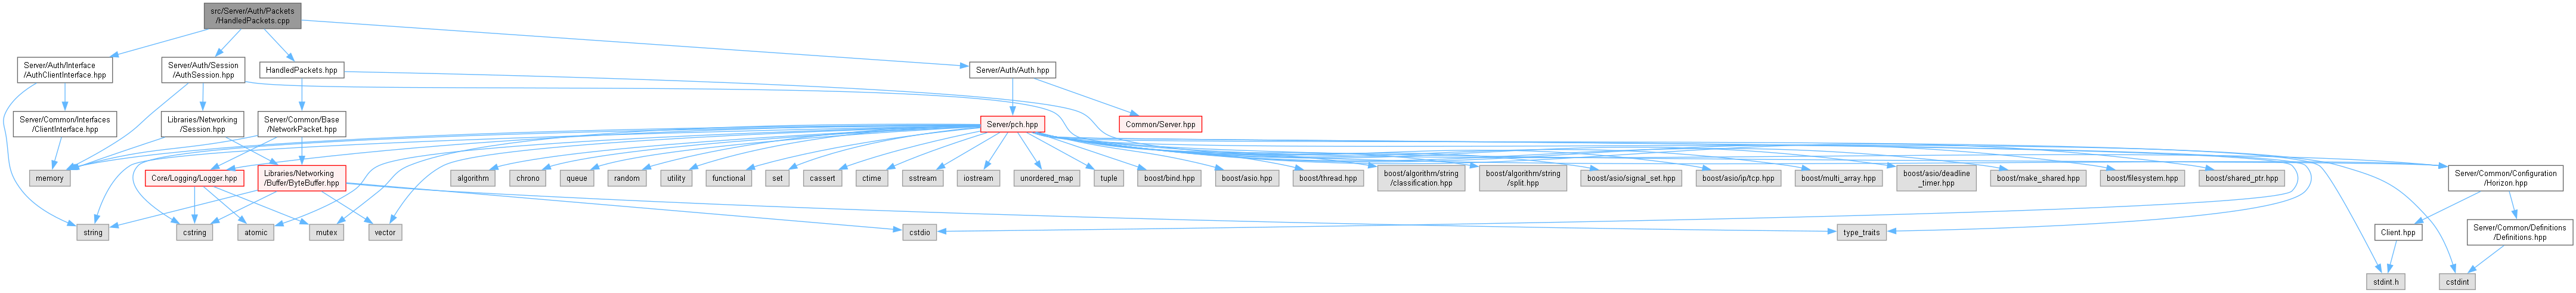 src/Server/Auth/Packets
/HandledPackets.cpp
Server/Auth/Interface
/AuthClientInterface.hpp
Server/Auth/Session
/AuthSession.hpp
HandledPackets.hpp
Server/Auth/Auth.hpp
Server/Common/Interfaces
/ClientInterface.hpp
Libraries/Networking
/Session.hpp
Server/Common/Base
/NetworkPacket.hpp
Server/pch.hpp
Common/Server.hpp
memory
Core/Logging/Logger.hpp
Libraries/Networking
/Buffer/ByteBuffer.hpp
algorithm
chrono
queue
random
utility
functional
set
cassert
ctime
sstream
iostream
unordered_map
tuple
boost/bind.hpp
boost/asio.hpp
boost/thread.hpp
boost/algorithm/string
/classification.hpp
boost/algorithm/string
/split.hpp
boost/asio/signal_set.hpp
boost/asio/ip/tcp.hpp
boost/multi_array.hpp
boost/asio/deadline
_timer.hpp
boost/make_shared.hpp
boost/filesystem.hpp
boost/shared_ptr.hpp
Server/Common/Configuration
/Horizon.hpp
string
cstring
atomic
mutex
vector
cstdio
type_traits
Client.hpp
Server/Common/Definitions
/Definitions.hpp
stdint.h
cstdint